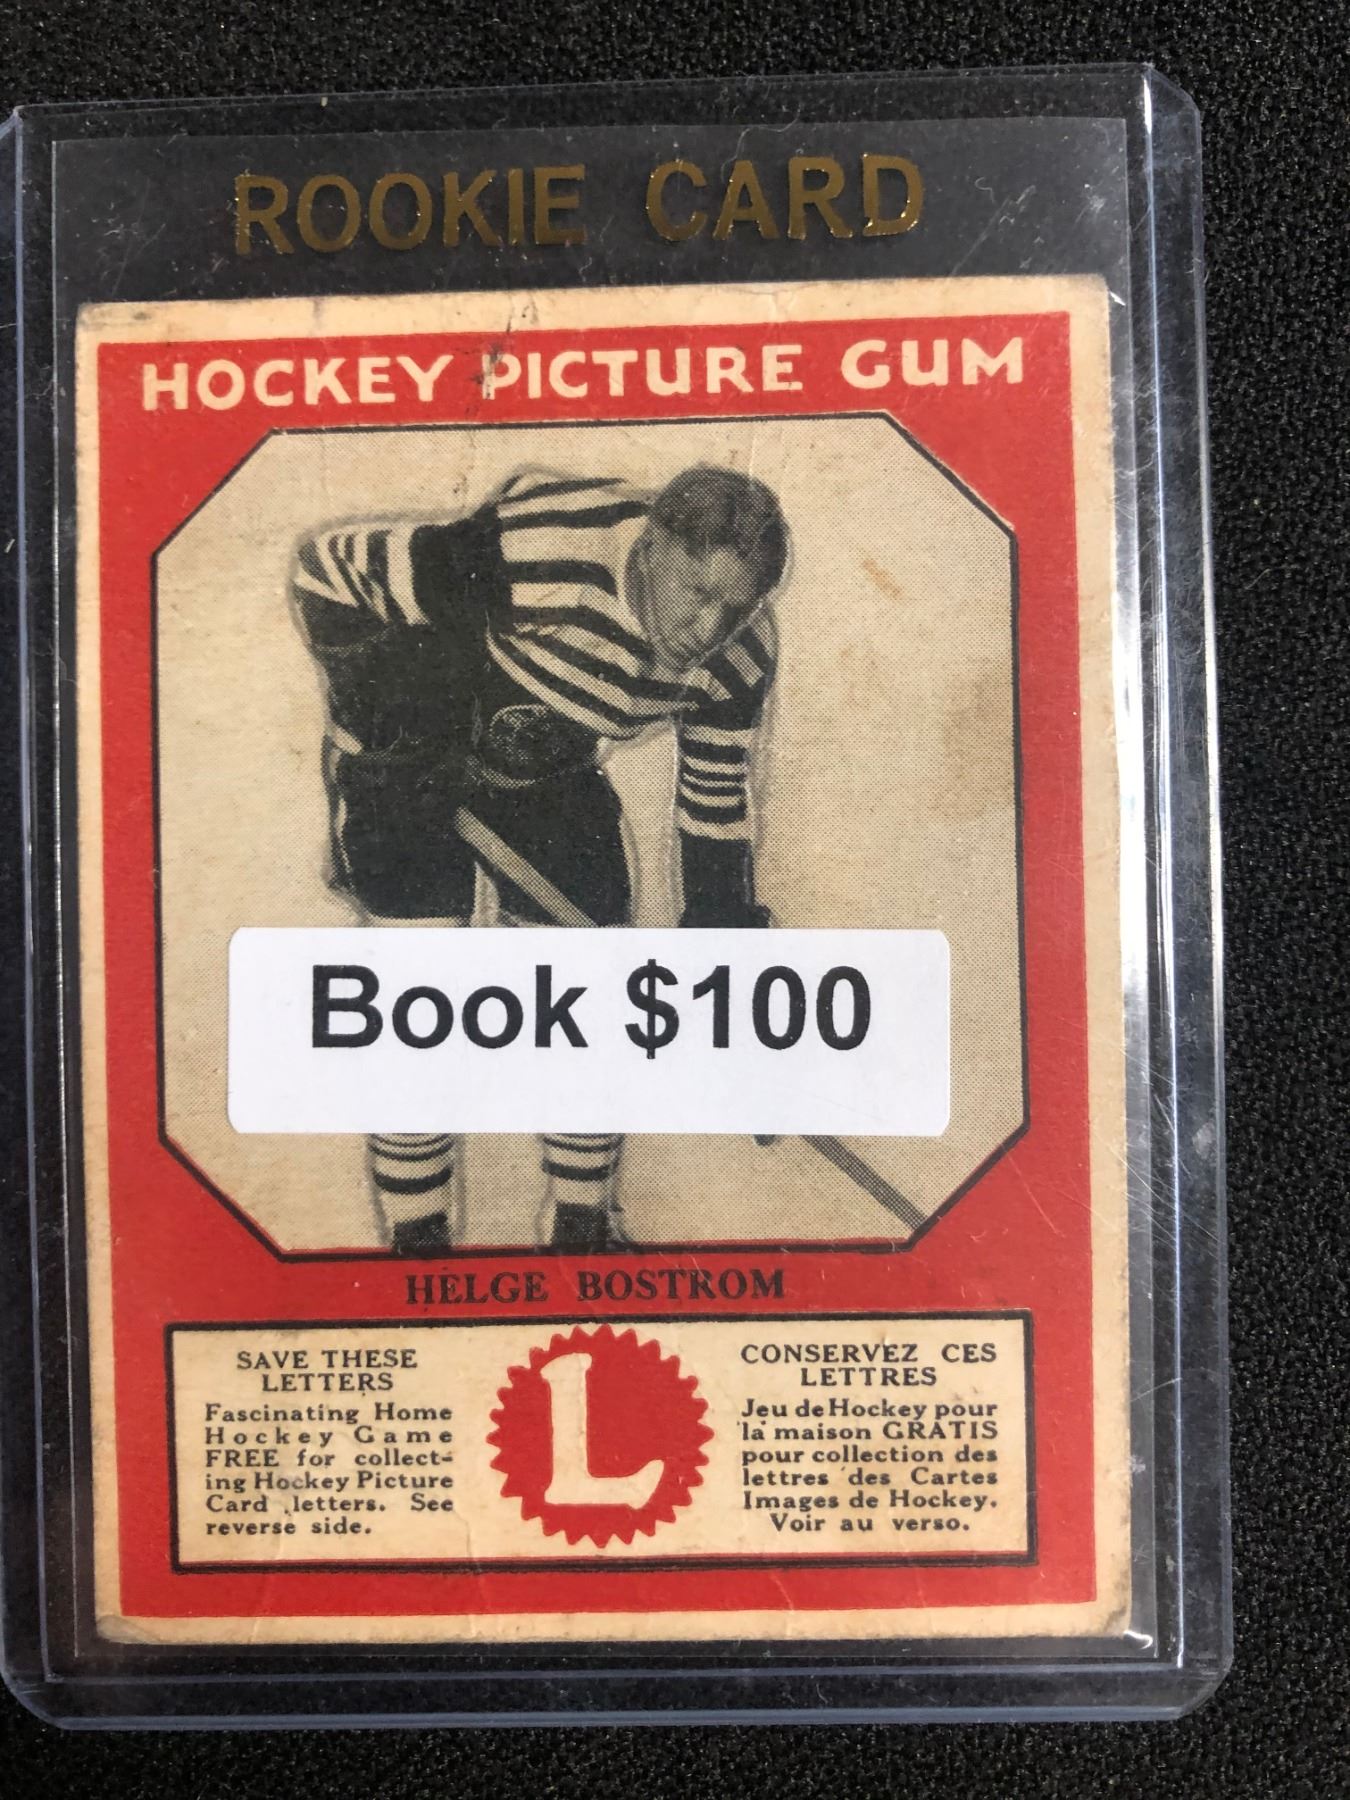 ROOKIE CARD
HOCKEY PICTURE GUM
Book $100
HELGE BOSTROM
SAVE THESE
LETTERS
Fascinating Home
Hockey Game
FREE for collect-
ing Hockey Picture
Card letters. See
reverse side.
L
CONSERVEZ CES
LETTRES
Jeu de Hockey pour
la maison GRATIS
pour collection des
lettres des Cartes
Images de Hockey.
Voir au verso.